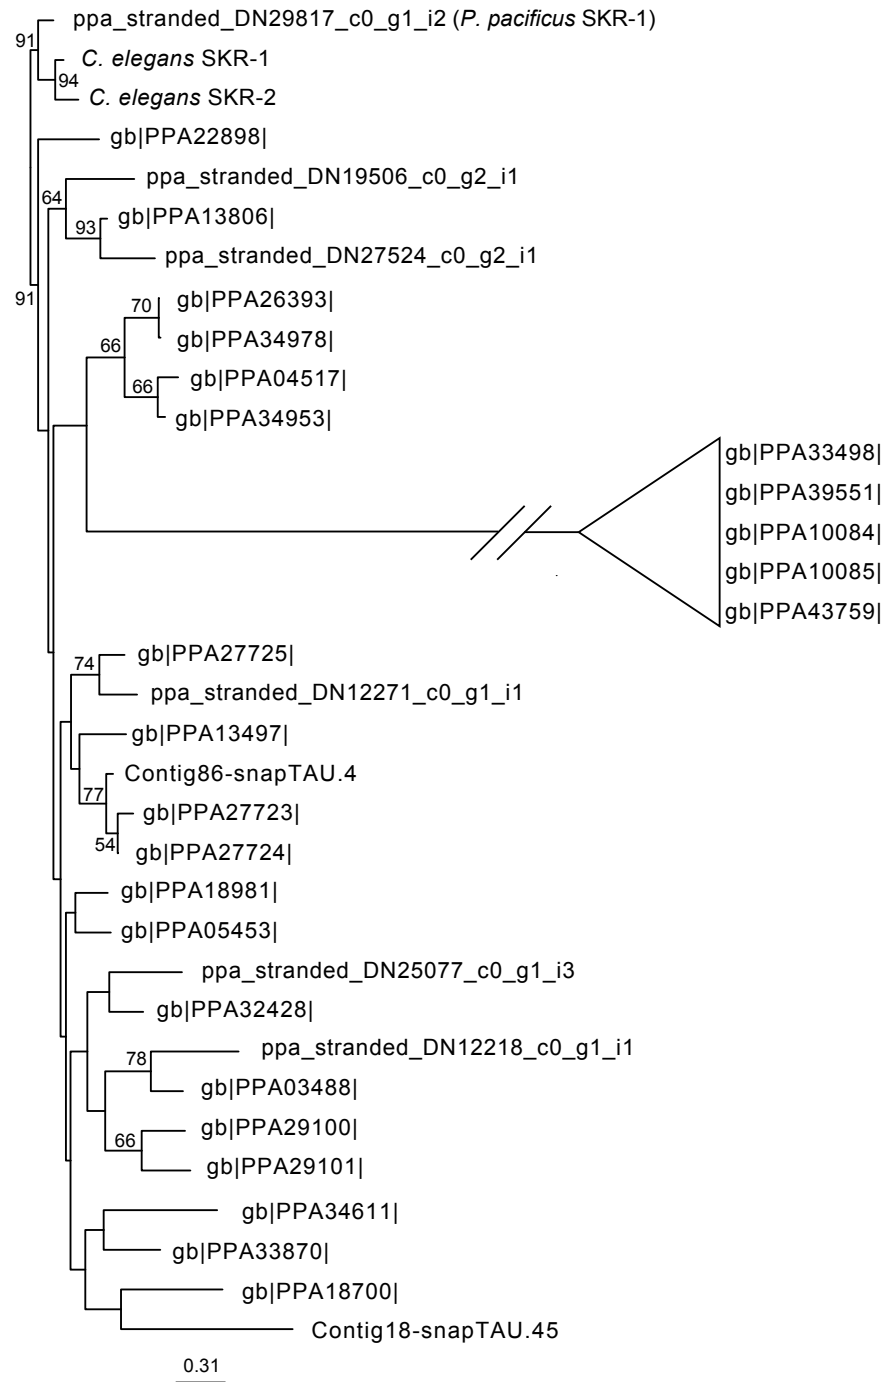 ppa_stranded_DN29817_c0_g1_i2 (P. pacificus SKR-1)
91
C. elegans SKR-1
94
C. elegans SKR-2
gb|PPA22898|
ppa_stranded_DN19506_c0_g2_i1
64
gb|PPA13806|
93
ppa_stranded_DN27524_c0_g2_i1
91
gb|PPA26393|
70
gb|PPA34978|
66
gb|PPA04517|
66
gb|PPA34953|
gb|PPA33498|
gb|PPA39551|
gb|PPA10084|
gb|PPA10085|
gb|PPA43759|
gb|PPA27725|
74
ppa_stranded_DN12271_c0_g1_i1
gb|PPA13497|
Contig86-snapTAU.4
77
gb|PPA27723|
54
gb|PPA27724|
gb|PPA18981|
gb|PPA05453|
ppa_stranded_DN25077_c0_g1_i3
gb|PPA32428|
ppa_stranded_DN12218_c0_g1_i1
78
gb|PPA03488|
gb|PPA29100|
66
gb|PPA29101|
gb|PPA34611|
gb|PPA33870|
gb|PPA18700|
Contig18-snapTAU.45
0.31